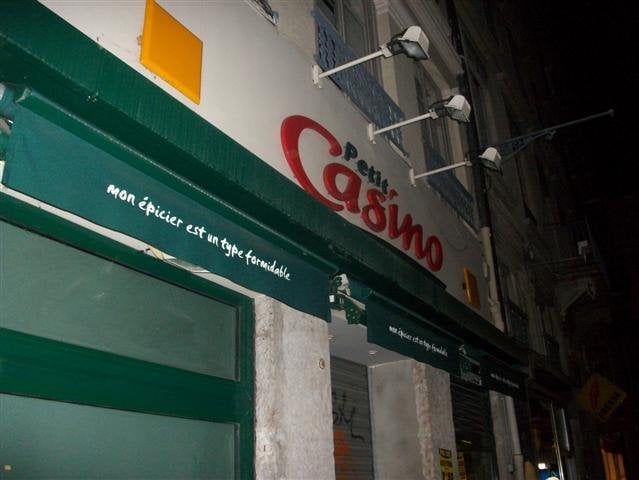 Petit
Casino
mon épicier est un type formidable
mon épicier est un type formidable